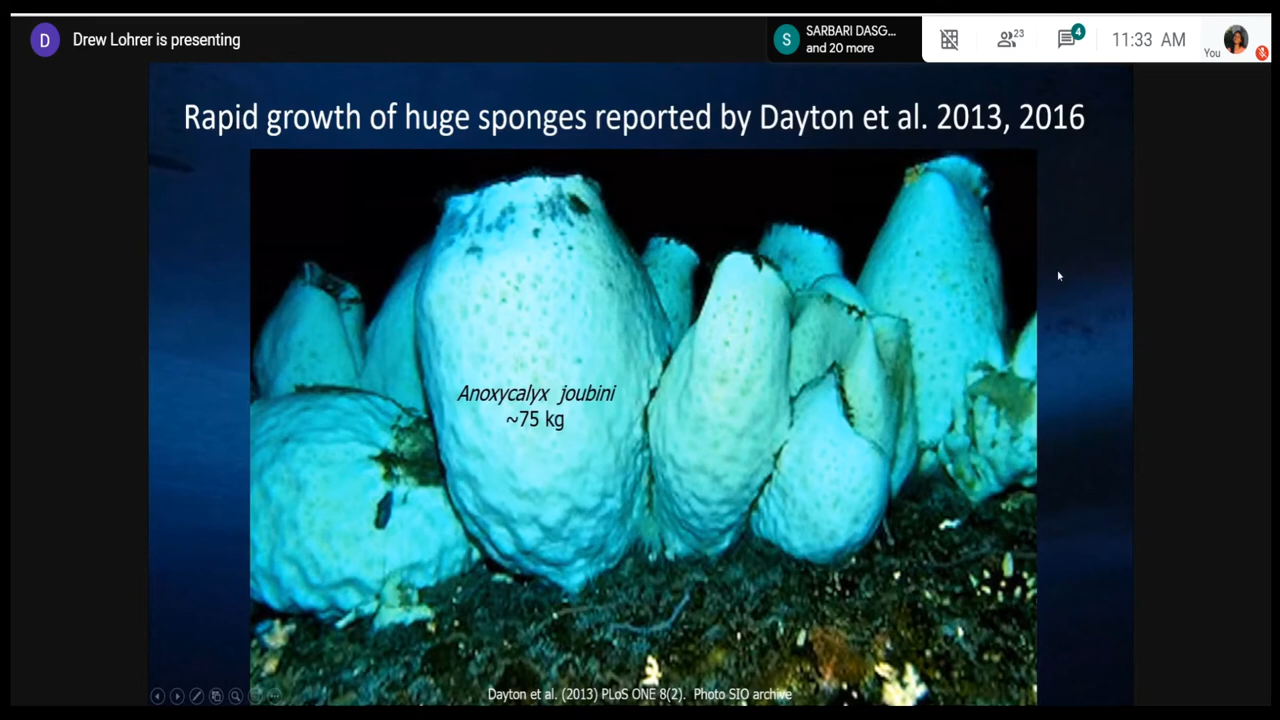 D
Drew Lohrer is presenting
S
SARBARI DASG...
and 20 more
23
4
11:33 AM
You
Rapid growth of huge sponges reported by Dayton et al. 2013, 2016
Anoxycalyx joubini
~75 kg
Dayton et al. (2013) PLoS ONE 8(2). Photo SIO archive